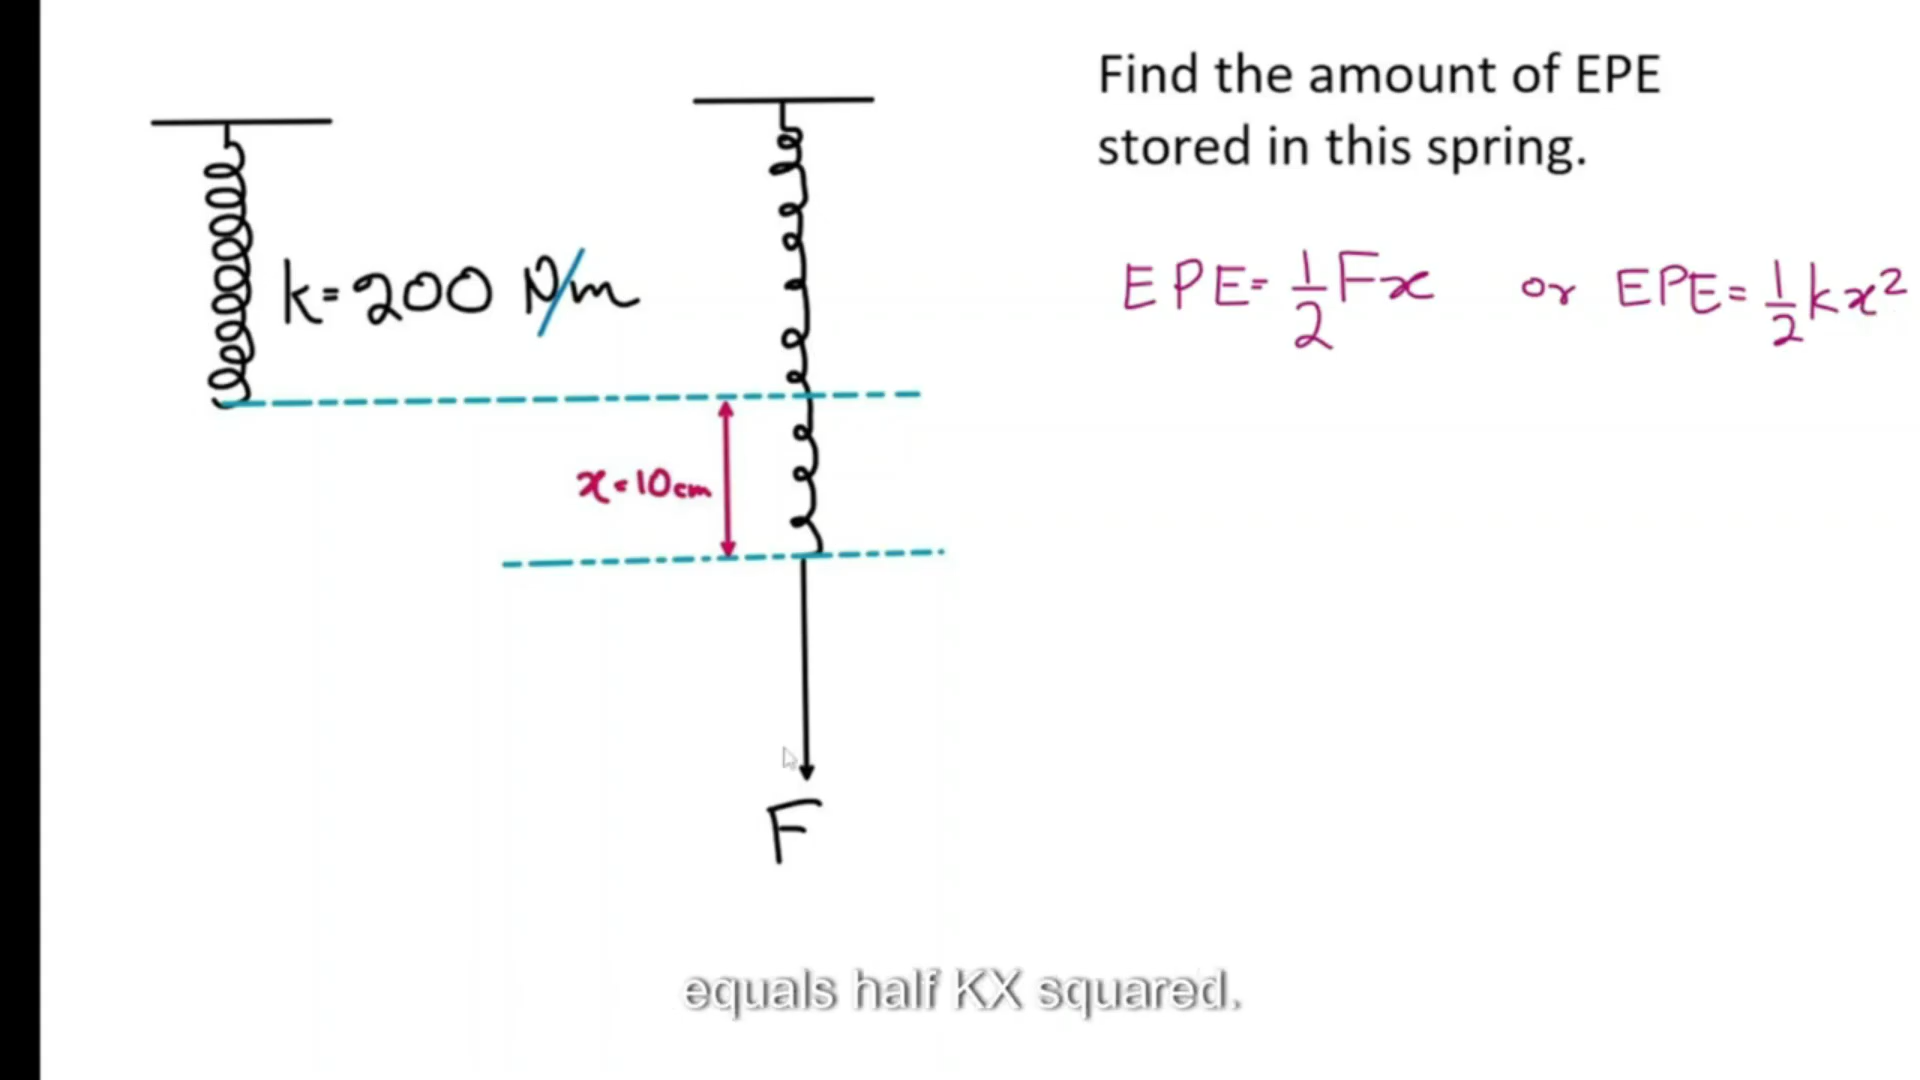 Find the amount of EPE
stored in this spring.
EPE = 1/2 Fx or EPE = 1/2 kx²
k = 200 N/m
x = 10cm
F
equals half KX squared.